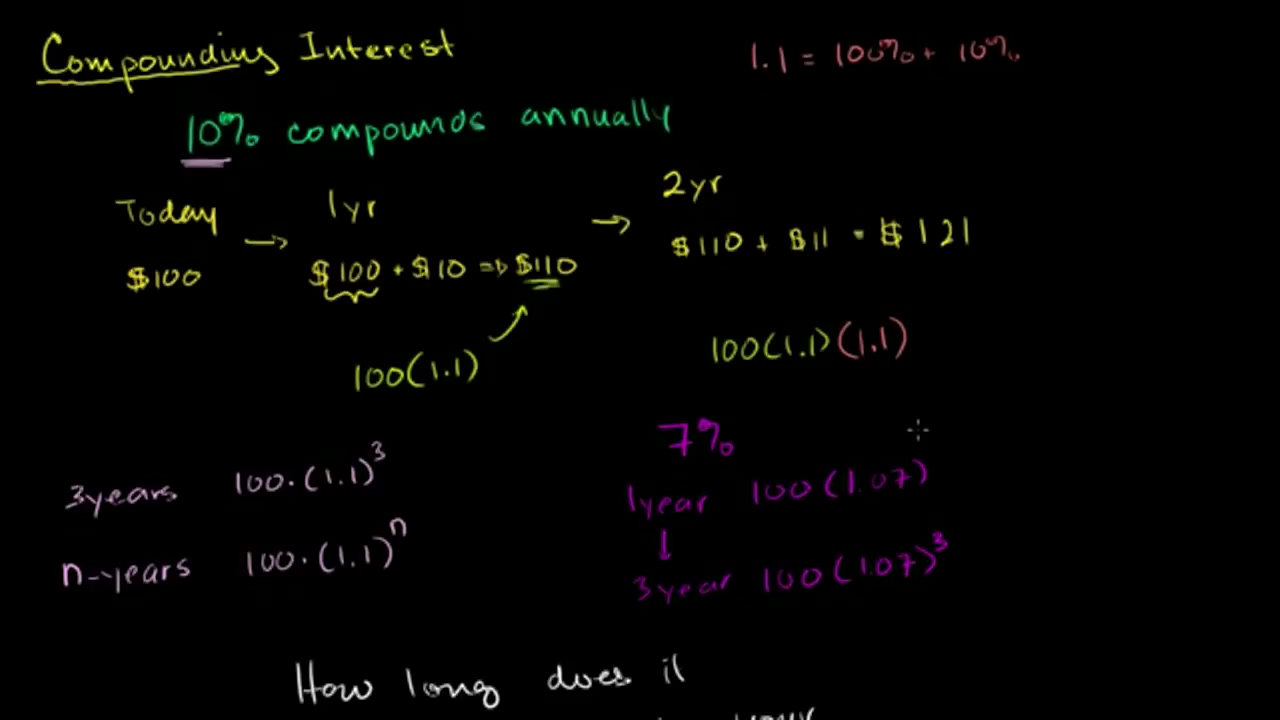 Compounding Interest
1.1 = 100% + 10%
10% compounds annually
Today
$100
→
1yr
$100 + $10 => $110
→
2yr
$110 + $11 = $121
100(1.1)
100(1.1)(1.1)
3years 100·(1.1)^3
n-years 100·(1.1)^n
7%
1year 100(1.07)
↓
3year 100(1.07)^3
How long does it